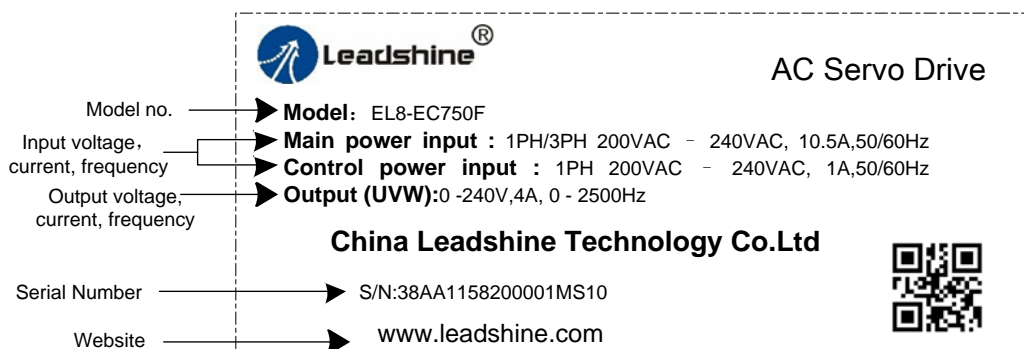 Leadshine®
AC Servo Drive
Model no.
Model： EL8-EC750F
Input voltage，
current, frequency
Main power input : 1PH/3PH 200VAC – 240VAC, 10.5A,50/60Hz
Control power input : 1PH 200VAC – 240VAC, 1A,50/60Hz
Output voltage,
current, frequency
Output (UVW):0 -240V,4A, 0 - 2500Hz
China Leadshine Technology Co.Ltd
Serial Number
S/N:38AA1158200001MS10
Website
www.leadshine.com